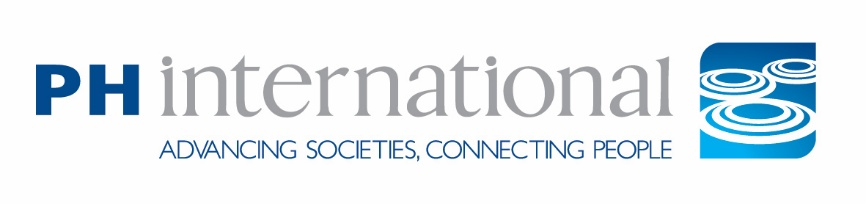 PH international
ADVANCING SOCIETIES, CONNECTING PEOPLE